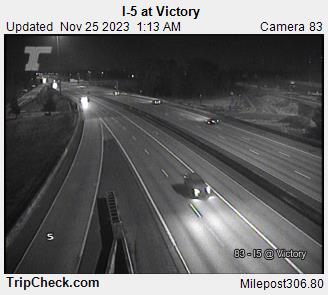 I-5 at Victory
Updated Nov 25 2023 1:13 AM Camera 83
T
S
83 - I5 @ Victory
TripCheck.com Milepost306.80